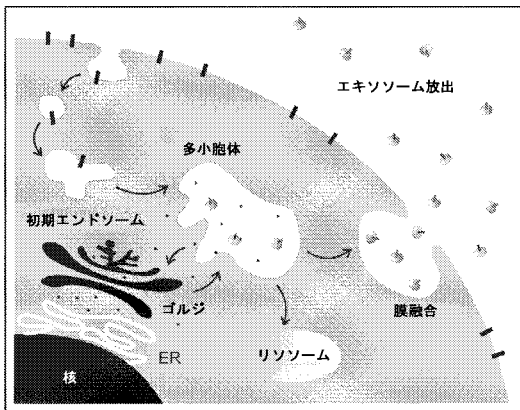 エキソソーム放出
多小胞体
初期エンドソーム
ゴルジ
膜融合
ER
リソソーム
核